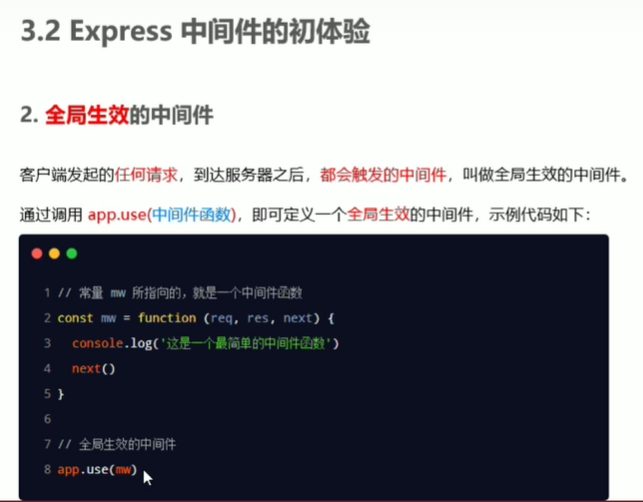 3.2 Express 中间件的初体验
2. 全局生效的中间件
客户端发起的任何请求，到达服务器之后，都会触发的中间件，叫做全局生效的中间件。
通过调用 app.use(中间件函数)，即可定义一个全局生效的中间件，示例代码如下：
1 // 常量 mw 所指向的，就是一个中间件函数
2 const mw = function (req, res, next) {
3 console.log('这是一个最简单的中间件函数')
4 next()
5 }
6
7 // 全局生效的中间件
8 app.use(mw)